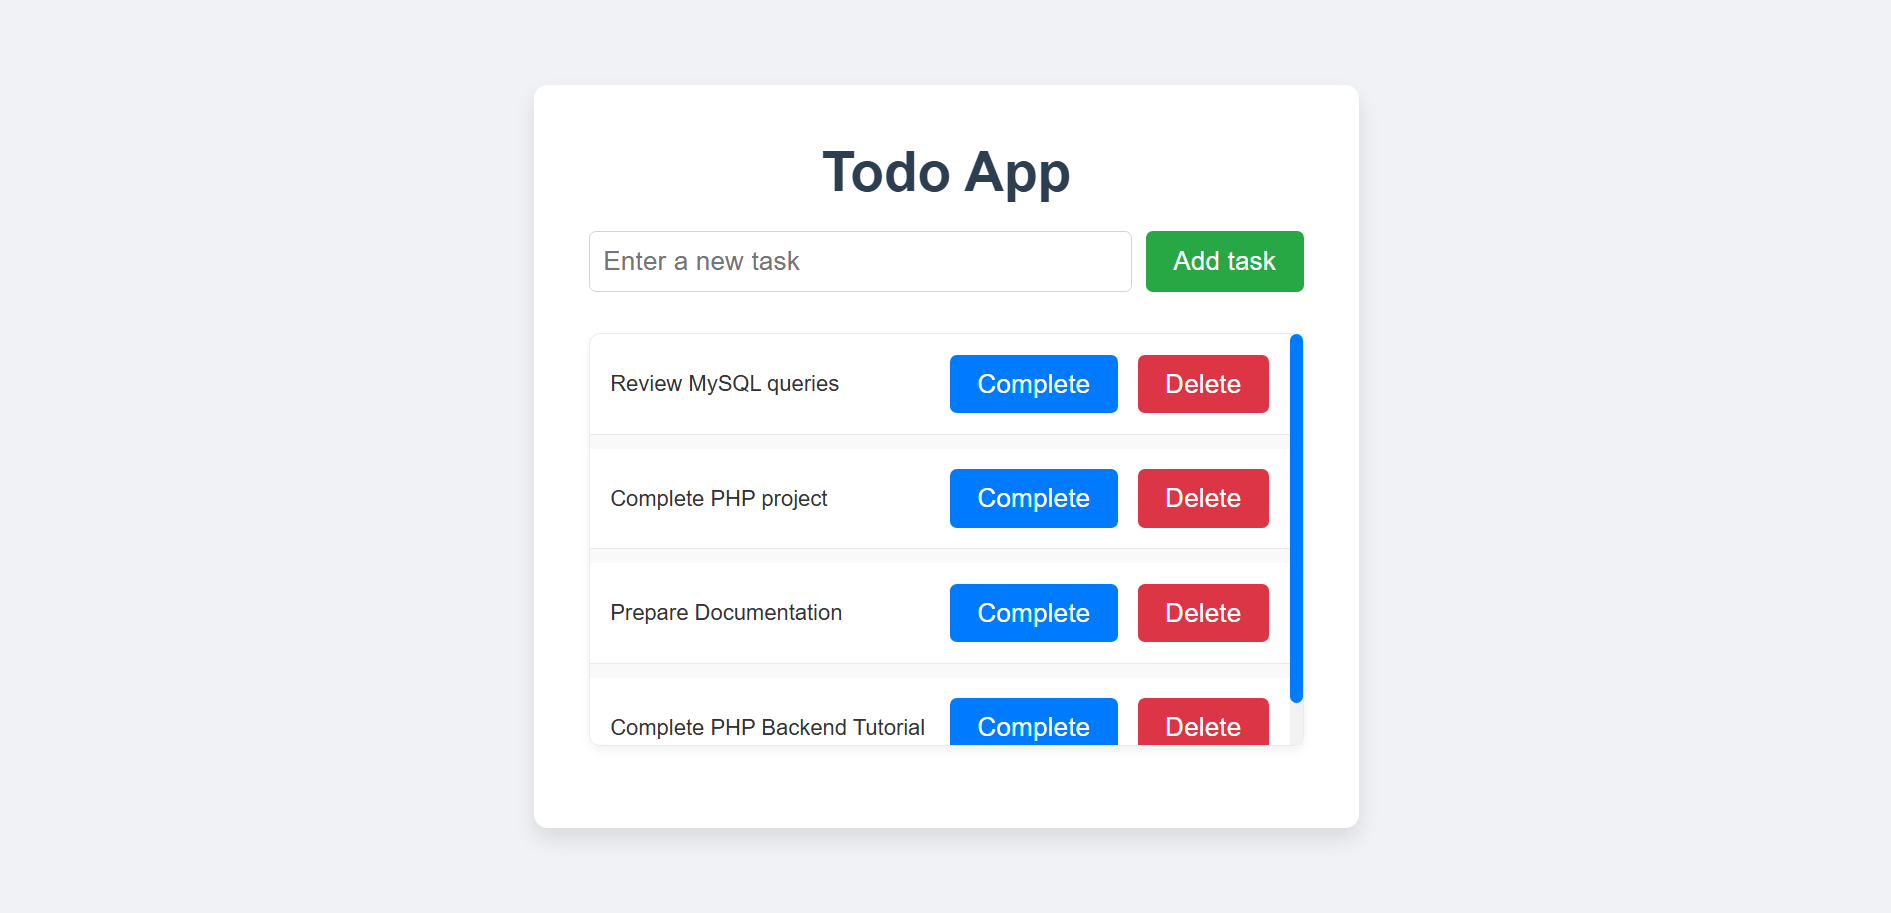 Todo App
Enter a new task
Add task
Review MySQL queries
Complete
Delete
Complete PHP project
Complete
Delete
Prepare Documentation
Complete
Delete
Complete PHP Backend Tutorial
Complete
Delete